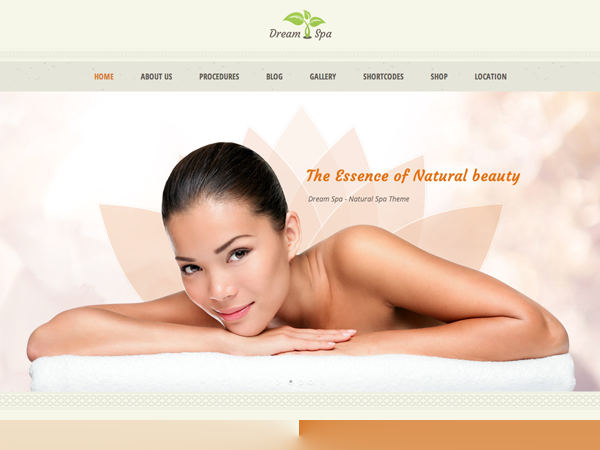 Dream Spa
HOME ABOUT US PROCEDURES BLOG GALLERY SHORTCODES SHOP LOCATION
The Essence of Natural beauty
Dream Spa - Natural Spa Theme